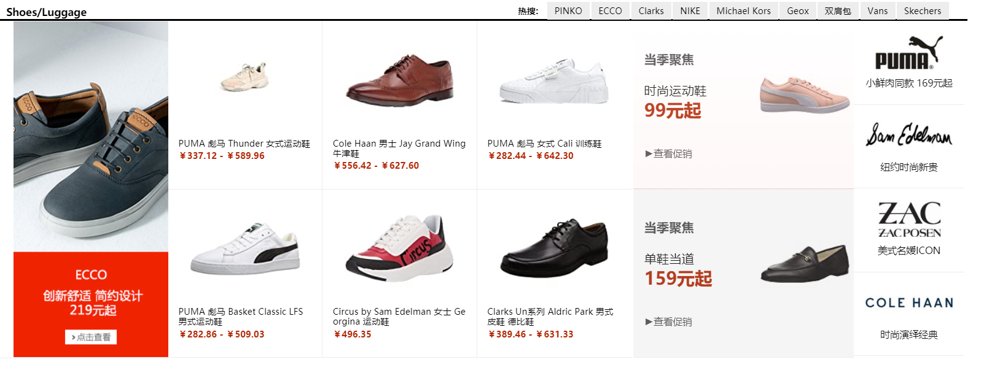 Shoes/Luggage
热搜：
PINKO
ECCO
Clarks
NIKE
Michael Kors
Geox
双肩包
Vans
Skechers
ECCO
ECCO
ECCO
创新舒适 简约设计
219元起
点击查看
PUMA 彪马 Thunder 女式运动鞋
￥337.12 - ￥589.96
Cole Haan 男士 Jay Grand Wing
牛津鞋
￥556.42 - ￥627.60
PUMA 彪马 女式 Cali 训练鞋
￥282.44 - ￥642.30
PUMA 彪马 Basket Classic LFS
男式运动鞋
￥282.86 - ￥509.03
Circus
Circus by Sam Edelman 女士 Ge
orgina 运动鞋
￥496.35
Clarks Un系列 Aldric Park 男式
皮鞋 德比鞋
￥389.46 - ￥631.33
当季聚焦
时尚运动鞋
99元起
►查看促销
当季聚焦
单鞋当道
159元起
►查看促销
PUMA
小鲜肉同款 169元起
Sam Edelman
纽约时尚新贵
ZAC
ZAC POSEN
美式名媛ICON
COLE HAAN
时尚演绎经典